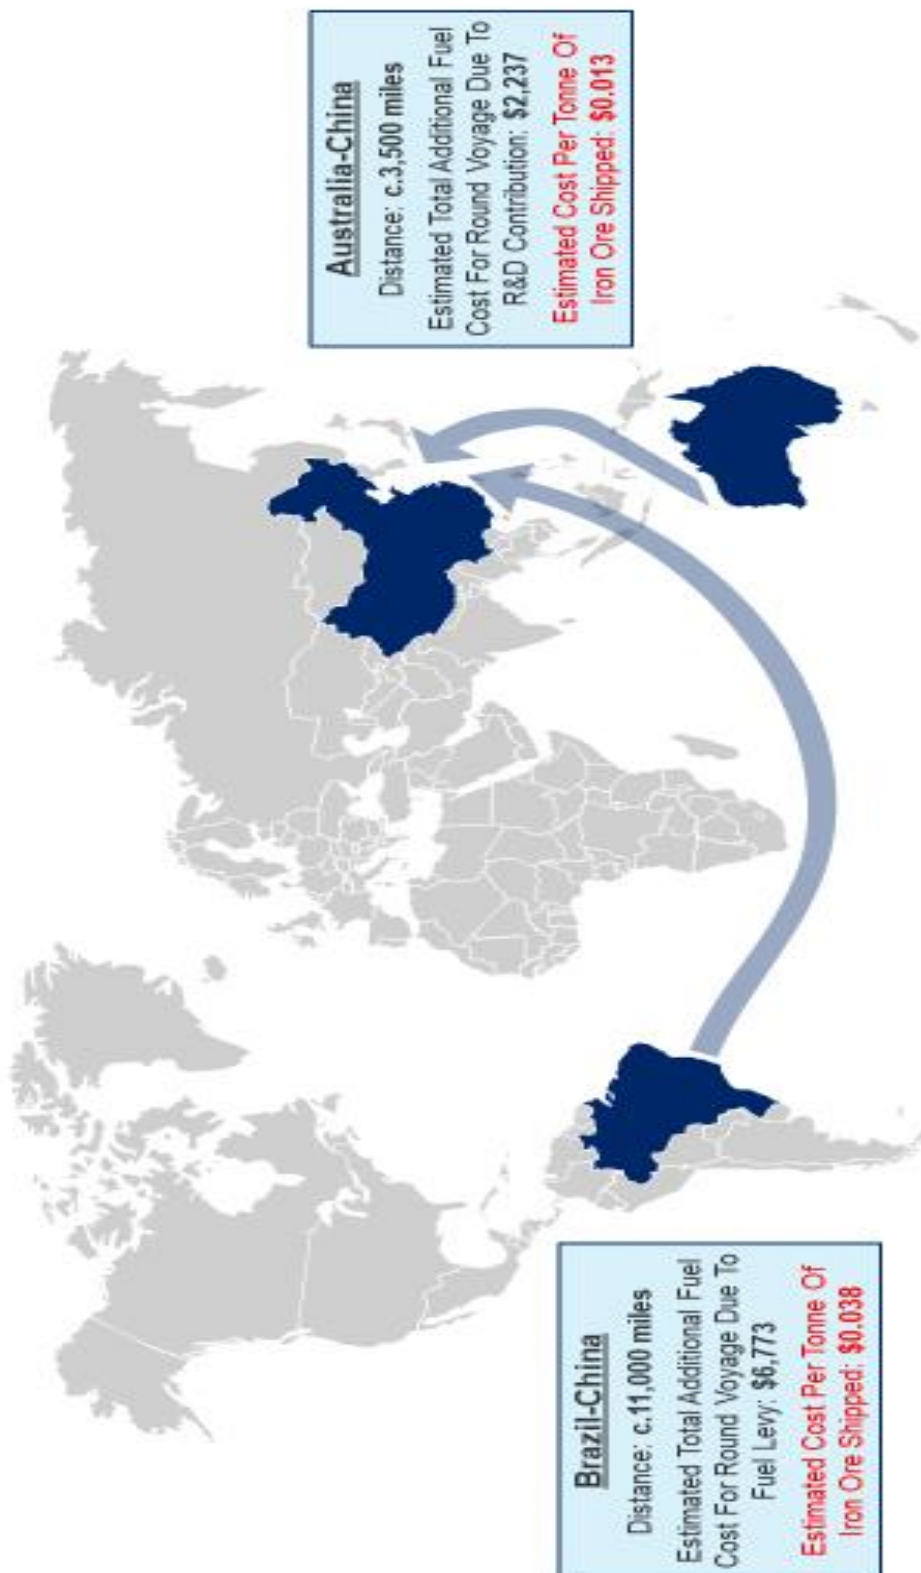 Brazil-China
Distance: c.11,000 miles
Estimated Total Additional Fuel
Cost For Round Voyage Due To
Fuel Levy: $6,773
Estimated Cost Per Tonne Of
Iron Ore Shipped: $0.038
Australia-China
Distance: c.3,500 miles
Estimated Total Additional Fuel
Cost For Round Voyage Due To
R&D Contribution: $2,237
Estimated Cost Per Tonne Of
Iron Ore Shipped: $0.013